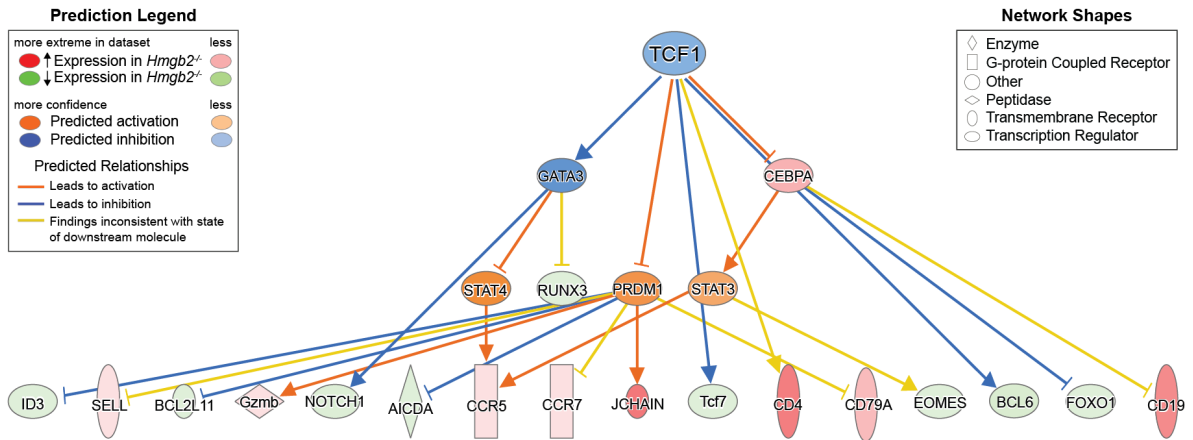 Prediction Legend
more extreme in dataset
less
Expression in Hmgb2-/-
Expression in Hmgb2-/-
more confidence
less
Predicted activation
Predicted inhibition
Predicted Relationships
Leads to activation
Leads to inhibition
Findings inconsistent with state
of downstream molecule
Network Shapes
Enzyme
G-protein Coupled Receptor
Other
Peptidase
Transmembrane Receptor
Transcription Regulator
TCF1
GATA3
CEBPA
STAT4
RUNX3
PRDM1
STAT3
ID3
SELL
BCL2L11
Gzmb
NOTCH1
AICDA
CCR5
CCR7
JCHAIN
Tcf7
CD4
CD79A
EOMES
BCL6
FOXO1
CD19